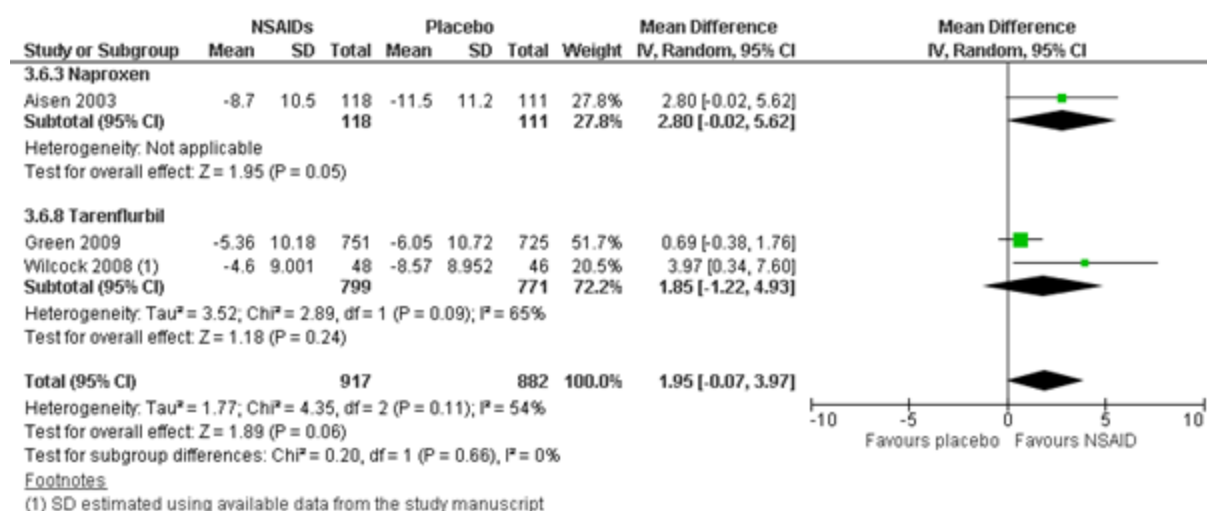 NSAIDs Placebo Mean Difference Mean Difference
Study or Subgroup Mean SD Total Mean SD Total Weight IV, Random, 95% CI IV, Random, 95% CI
3.6.3 Naproxen
Aisen 2003 -8.7 10.5 118 -11.5 11.2 111 27.8% 2.80 [-0.02, 5.62]
Subtotal (95% CI) 118 111 27.8% 2.80 [-0.02, 5.62]
Heterogeneity: Not applicable
Test for overall effect: Z = 1.95 (P = 0.05)
3.6.8 Tarenflurbil
Green 2009 -5.36 10.18 751 -6.05 10.72 725 51.7% 0.69 [-0.38, 1.76]
Wilcock 2008 (1) -4.6 9.001 48 -8.57 8.952 46 20.5% 3.97 [0.34, 7.60]
Subtotal (95% CI) 799 771 72.2% 1.85 [-1.22, 4.93]
Heterogeneity: Tau² = 3.52; Chi² = 2.89, df = 1 (P = 0.09); I² = 65%
Test for overall effect: Z = 1.18 (P = 0.24)
Total (95% CI) 917 882 100.0% 1.95 [-0.07, 3.97]
Heterogeneity: Tau² = 1.77; Chi² = 4.35, df = 2 (P = 0.11); I² = 54%
Test for overall effect: Z = 1.89 (P = 0.06)
Test for subgroup differences: Chi² = 0.20, df = 1 (P = 0.66), I² = 0%
-10 -5 0 5 10
Favours placebo Favours NSAID
Footnotes
(1) SD estimated using available data from the study manuscript